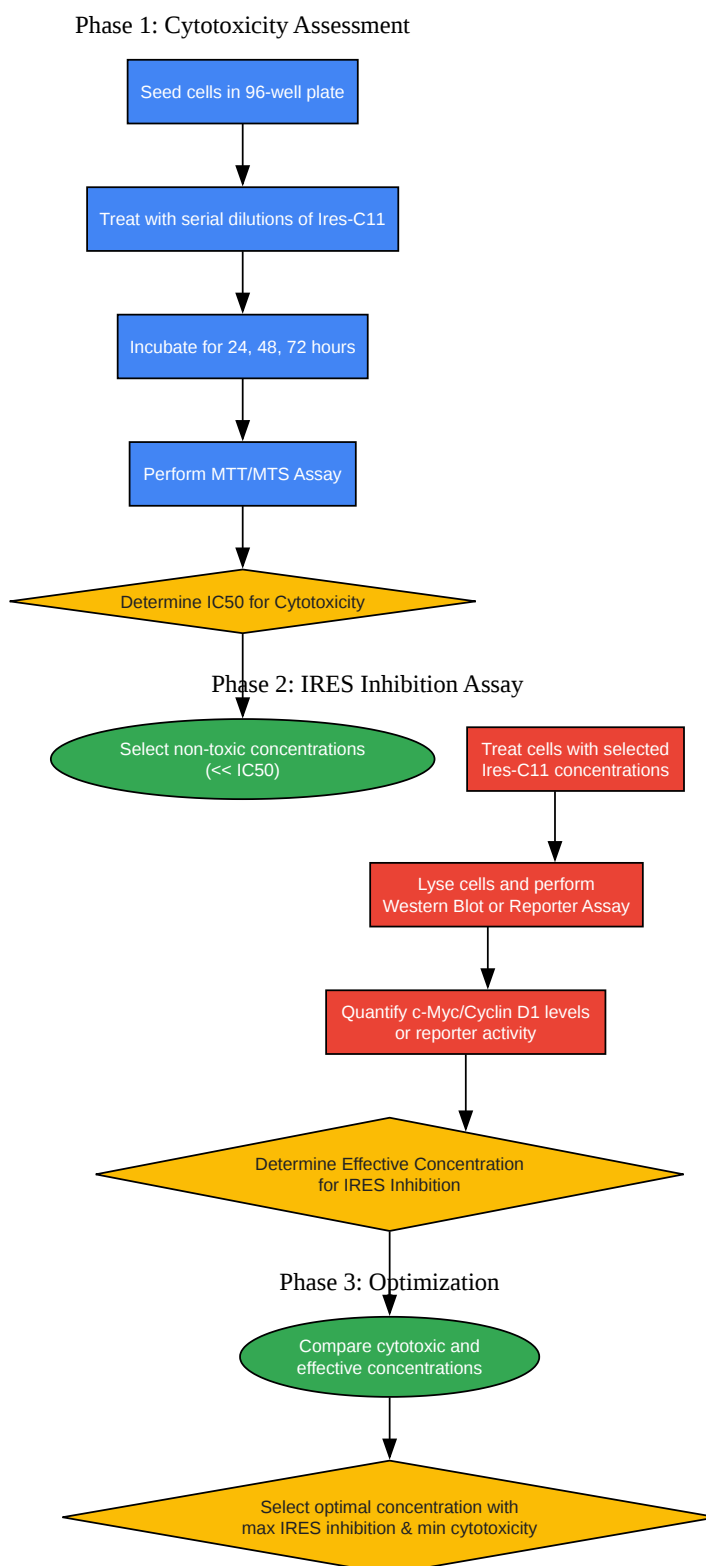 Phase 1: Cytotoxicity Assessment
Seed cells in 96-well plate
Treat with serial dilutions of Ires-C11
Incubate for 24, 48, 72 hours
Perform MTT/MTS Assay
Determine IC50 for Cytotoxicity
Phase 2: IRES Inhibition Assay
Select non-toxic concentrations
(<< IC50)
Treat cells with selected
Ires-C11 concentrations
Lyse cells and perform
Western Blot or Reporter Assay
Quantify c-Myc/Cyclin D1 levels
or reporter activity
Determine Effective Concentration
for IRES Inhibition
Phase 3: Optimization
Compare cytotoxic and
effective concentrations
Select optimal concentration with
max IRES inhibition & min cytotoxicity